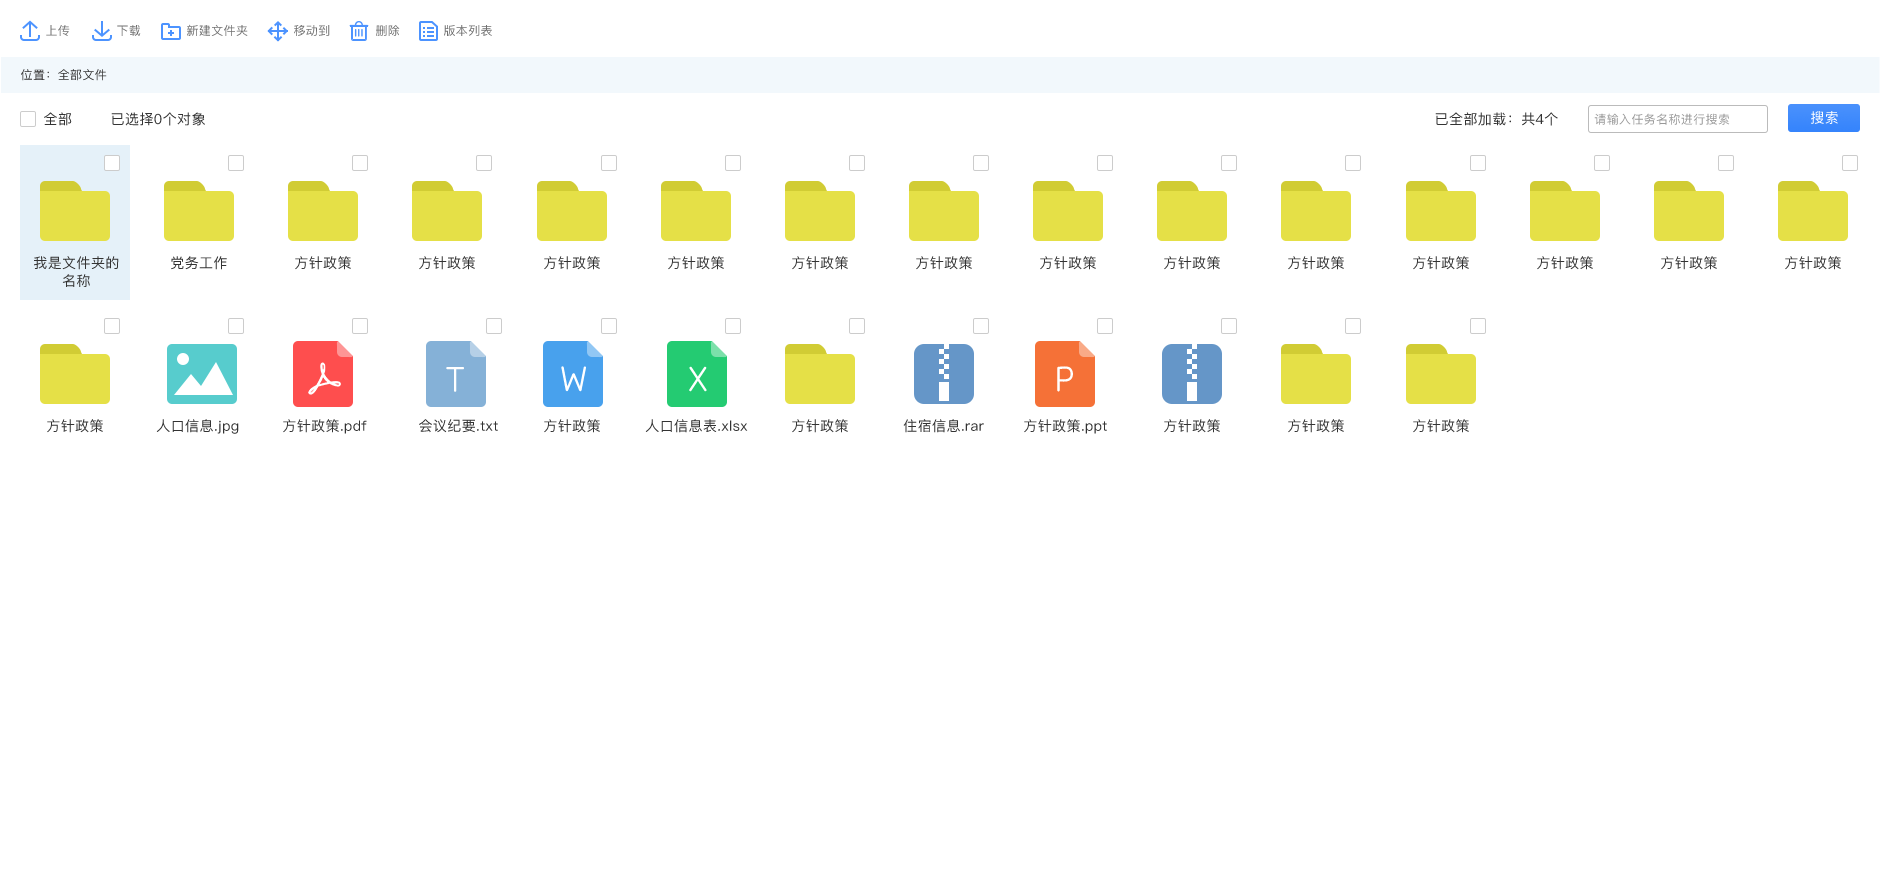 上传 下载 新建文件夹 移动到 删除 版本列表
位置：全部文件
全部 已选择0个对象 已全部加载：共4个 请输入任务名称进行搜索 搜索
我是文件夹的
名称
党务工作 方针政策 方针政策 方针政策 方针政策 方针政策 方针政策 方针政策 方针政策 方针政策 方针政策 方针政策 方针政策 方针政策
T W X P
方针政策 人口信息.jpg 方针政策.pdf 会议纪要.txt 方针政策 人口信息表.xlsx 方针政策 住宿信息.rar 方针政策.ppt 方针政策 方针政策 方针政策